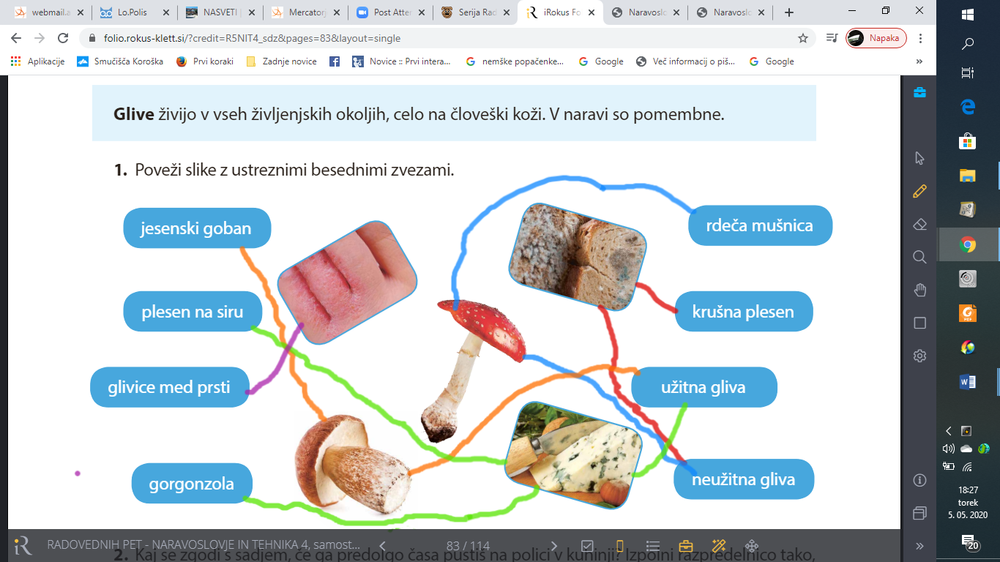 webmail.a
Lo.Polis
NASVETI |
Mercatorj
Post Atter
Serija Rad
iRokus Fo
Naravoslo
Naravoslo
folio.rokus-klett.si/?credit=R5NIT4_sdz&pages=83&layout=single
Napaka
Aplikacije
Smučišča Koroška
Prvi koraki
Zadnje novice
Novice :: Prvi intera...
nemške popačenke...
Google
Več informacij o piš...
Google
»
Glive živijo v vseh življenjskih okoljih, celo na človeški koži. V naravi so pomembne.
1. Poveži slike z ustreznimi besednimi zvezami.
jesenski goban
rdeča mušnica
plesen na siru
krušna plesen
glivice med prsti
užitna gliva
gorgonzola
neužitna gliva
RADOVEDNIH PET - NARAVOSLOVJE IN TEHNIKA 4, samost...
83 / 114
2. Kaj se zgodi s sadjem, če ga predolgo časa pustiš na polici v kuhinji? Izpolni razpredelnico tako,
18:27
torek
5. 05. 2020
20